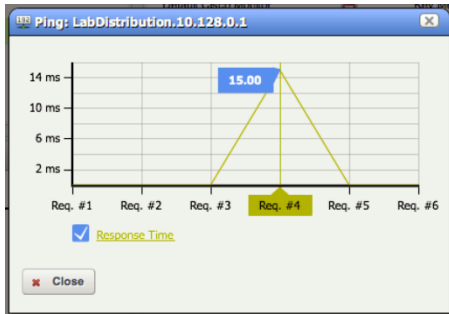 Ping: LabDistribution.10.128.0.1
14 ms
15.00
10 ms
6 ms
2 ms
Req. #1 Req. #2 Req. #3 Req. #4 Req. #5 Req. #6
Response Time
Close